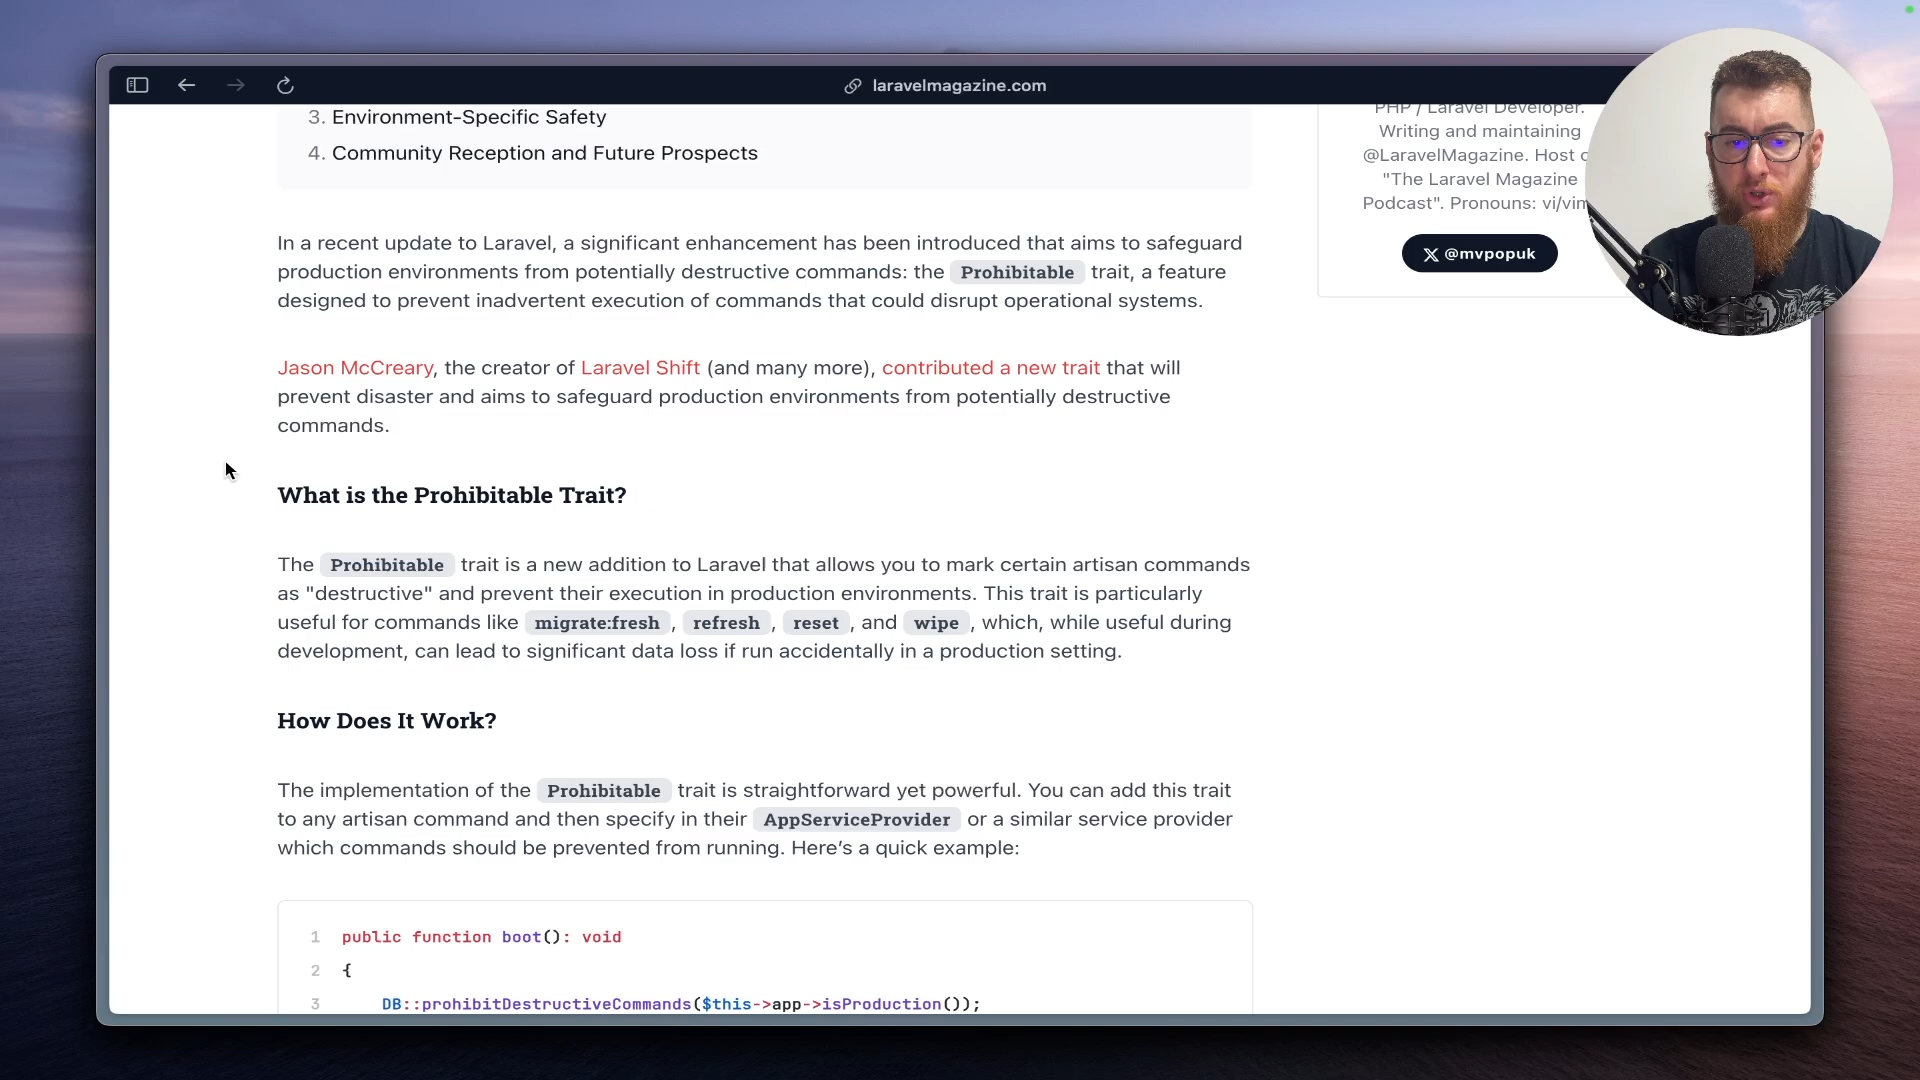 laravelmagazine.com
3. Environment-Specific Safety
4. Community Reception and Future Prospects
PHP / Laravel Developer.
Writing and maintaining
@LaravelMagazine. Host
"The Laravel Magazine
Podcast". Pronouns: vi/vim
@mvpopuk
In a recent update to Laravel, a significant enhancement has been introduced that aims to safeguard
production environments from potentially destructive commands: the Prohibitable trait, a feature
designed to prevent inadvertent execution of commands that could disrupt operational systems.
Jason McCreary, the creator of Laravel Shift (and many more), contributed a new trait that will
prevent disaster and aims to safeguard production environments from potentially destructive
commands.
What is the Prohibitable Trait?
The Prohibitable trait is a new addition to Laravel that allows you to mark certain artisan commands
as "destructive" and prevent their execution in production environments. This trait is particularly
useful for commands like migrate:fresh, refresh, reset, and wipe, which, while useful during
development, can lead to significant data loss if run accidentally in a production setting.
How Does It Work?
The implementation of the Prohibitable trait is straightforward yet powerful. You can add this trait
to any artisan command and then specify in their AppServiceProvider or a similar service provider
which commands should be prevented from running. Here’s a quick example:
1 public function boot(): void
2 {
3 DB::prohibitDestructiveCommands($this->app->isProduction());